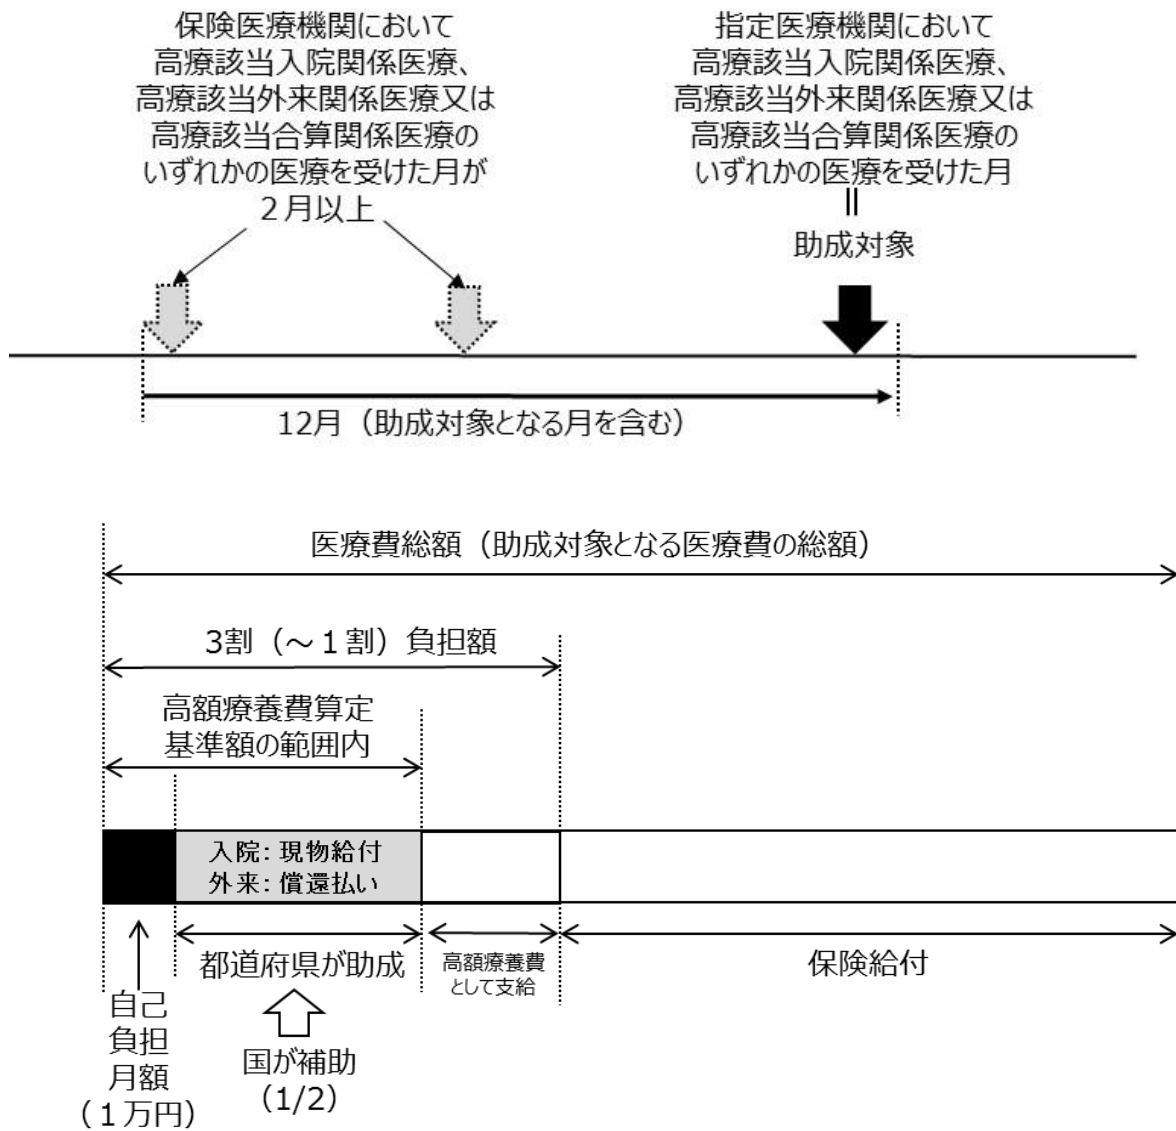 保険医療機関において
高療該当入院関係医療、
高療該当外来関係医療又は
高療該当合算関係医療の
いずれかの医療を受けた月が
２月以上
指定医療機関において
高療該当入院関係医療、
高療該当外来関係医療又は
高療該当合算関係医療の
いずれかの医療を受けた月
||
助成対象
12月（助成対象となる月を含む）
医療費総額（助成対象となる医療費の総額）
3割（～１割）負担額
高額療養費算定
基準額の範囲内
入院：現物給付
外来：償還払い
都道府県が助成
高額療養費
として支給
保険給付
自己
負担
月額
（１万円）
国が補助
（1/2）